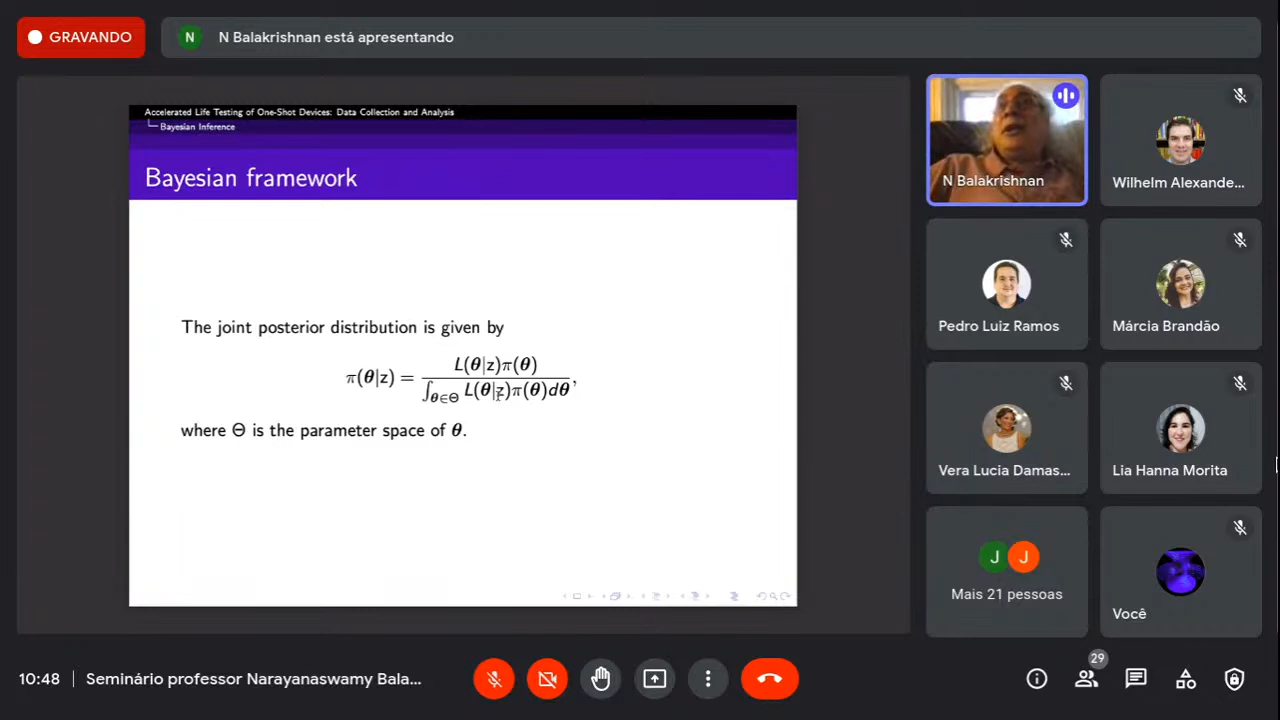 GRAVANDO
N
N Balakrishnan está apresentando
Accelerated Life Testing of One-Shot Devices: Data Collection and Analysis
Bayesian Inference
Bayesian framework
The joint posterior distribution is given by
π(θ|z) = L(θ|z)π(θ) / ∫θ∈Θ L(θ|z)π(θ)dθ,
where Θ is the parameter space of θ.
N Balakrishnan
Wilhelm Alexande...
Pedro Luiz Ramos
Márcia Brandão
Vera Lucia Damas...
Lia Hanna Morita
J J
Mais 21 pessoas
Você
10:48 | Seminário professor Narayanaswamy Bala...
29